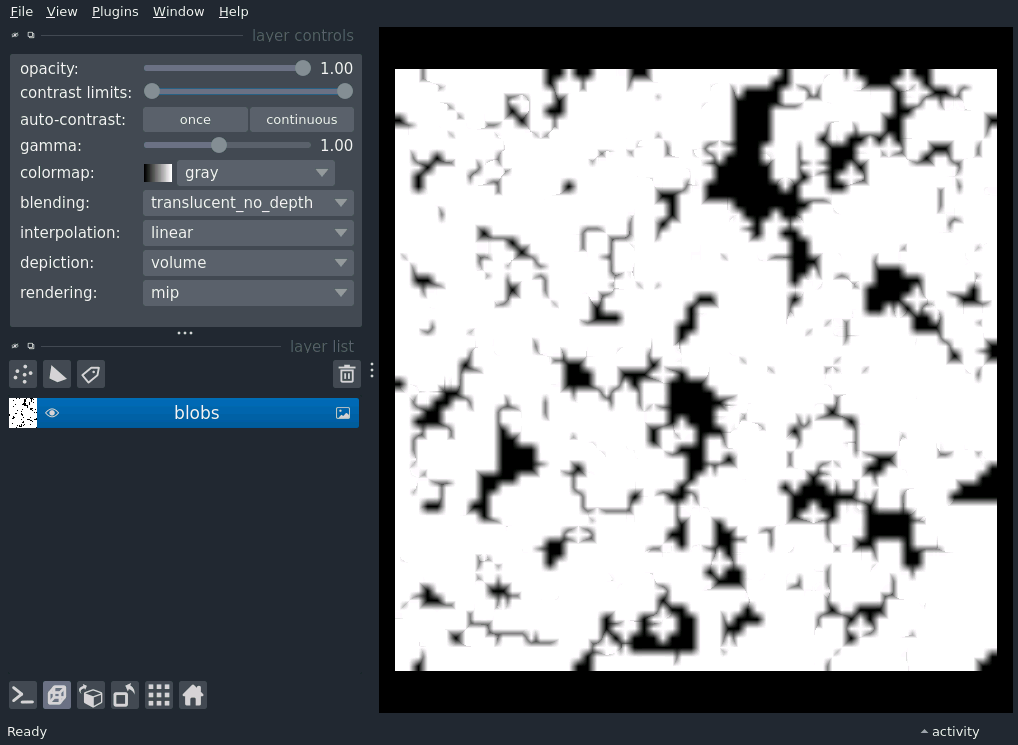 File View Plugins Window Help
layer controls
opacity: 1.00
contrast limits:
auto-contrast: once continuous
gamma: 1.00
colormap: gray
blending: translucent_no_depth
interpolation: linear
depiction: volume
rendering: mip
layer list
blobs
Ready activity